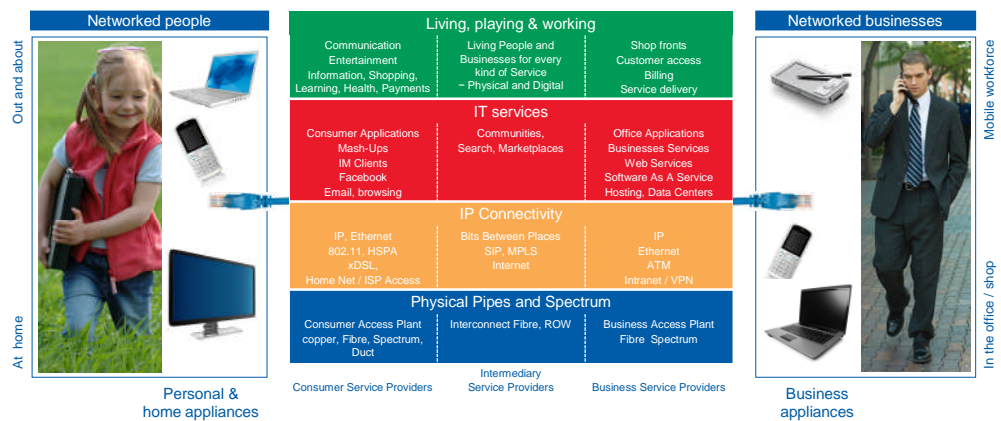 Networked people
Out and about
At home
Personal &
home appliances
Living, playing & working
Communication
Entertainment
Information, Shopping,
Learning, Health, Payments
Living People and
Businesses for every
kind of Service
– Physical and Digital
Shop fronts
Customer access
Billing
Service delivery
IT services
Consumer Applications
Mash-Ups
IM Clients
Facebook
Email, browsing
Communities,
Search, Marketplaces
Office Applications
Businesses Services
Web Services
Software As A Service
Hosting, Data Centers
IP Connectivity
IP, Ethernet
802.11, HSPA
xDSL,
Home Net / ISP Access
Bits Between Places
SIP, MPLS
Internet
IP
Ethernet
ATM
Intranet / VPN
Physical Pipes and Spectrum
Consumer Access Plant
copper, Fibre, Spectrum,
Duct
Interconnect Fibre, ROW
Business Access Plant
Fibre Spectrum
Consumer Service Providers
Intermediary
Service Providers
Business Service Providers
Networked businesses
Mobile workforce
In the office / shop
Business
appliances